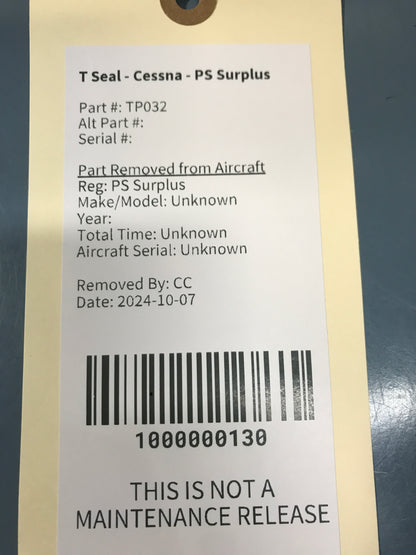 T Seal - Cessna - PS Surplus
Part #: TP032
Alt Part #:
Serial #:
Part Removed from Aircraft
Reg: PS Surplus
Make/Model: Unknown
Year:
Total Time: Unknown
Aircraft Serial: Unknown
Removed By: CC
Date: 2024-10-07
1000000130
THIS IS NOT A
MAINTENANCE RELEASE